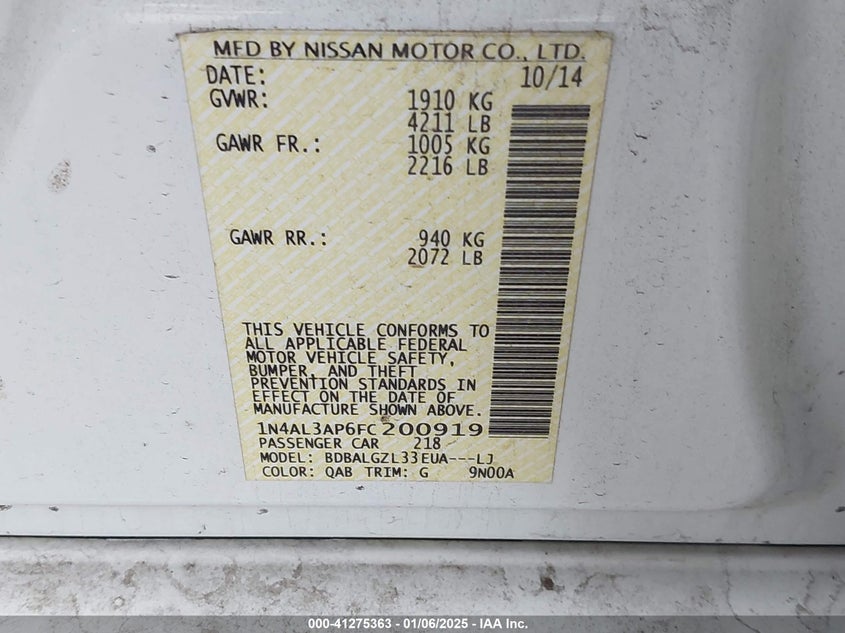 MFD BY NISSAN MOTOR CO., LTD.
DATE: 10/14
GVWR: 1910 KG
4211 LB
GAWR FR.: 1005 KG
2216 LB
GAWR RR.: 940 KG
2072 LB
THIS VEHICLE CONFORMS TO
ALL APPLICABLE FEDERAL
MOTOR VEHICLE SAFETY,
BUMPER, AND THEFT
PREVENTION STANDARDS IN
EFFECT ON THE DATE OF
MANUFACTURE SHOWN ABOVE.
1N4AL3AP6FC200919
PASSENGER CAR 218
MODEL: BDBALGZL33EUA---LJ
COLOR: QAB TRIM: G 9N00A
000-41275363 - 01/06/2025 - IAA Inc.